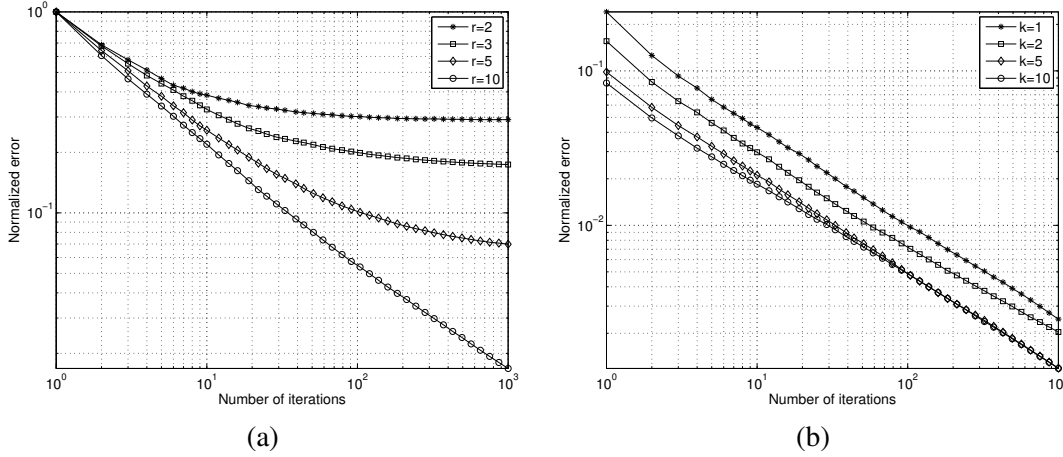 10^0
10^-1
Normalized error
r=2
r=3
r=5
r=10
10^0
10^1
10^2
10^3
Number of iterations
(a)
10^-1
10^-2
Normalized error
k=1
k=2
k=5
k=10
10^0
10^1
10^2
10
Number of iterations
(b)